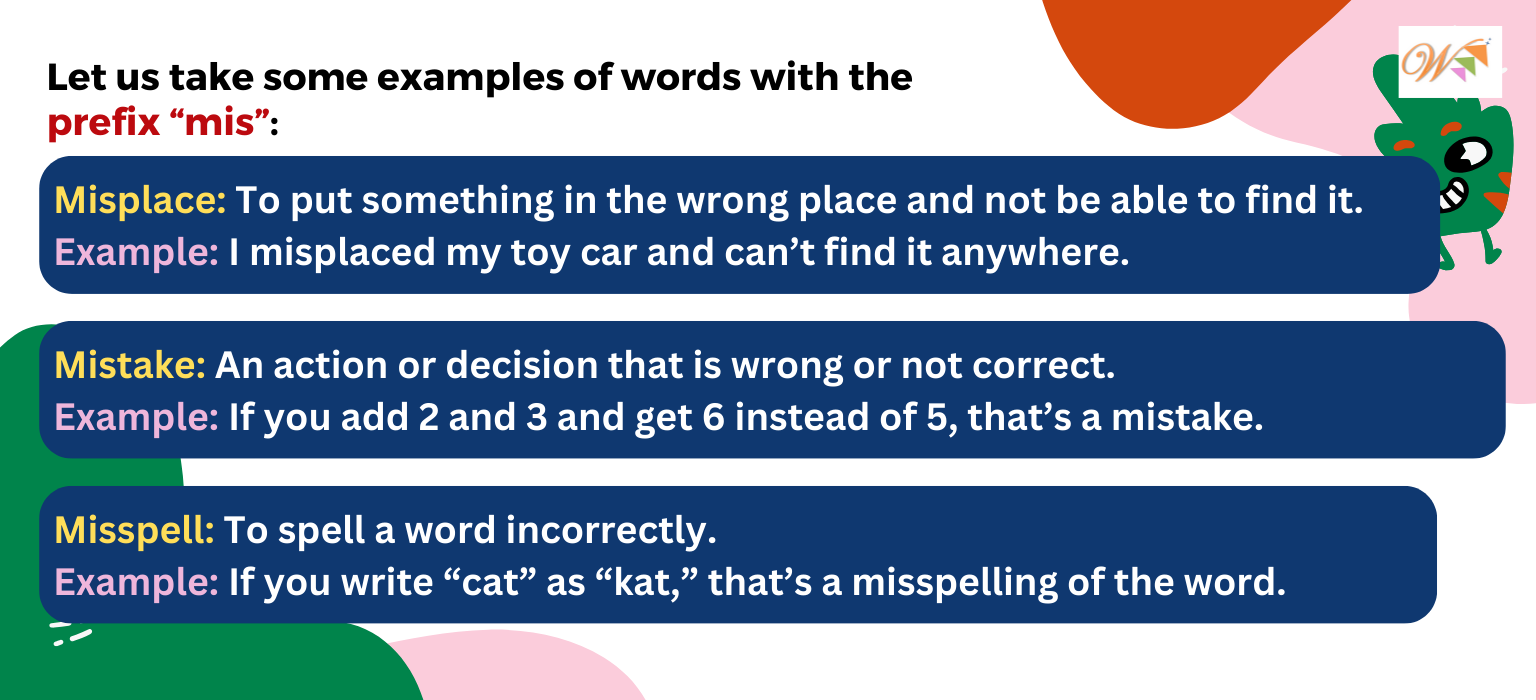 Let us take some examples of words with the
prefix “mis”:
Misplace: To put something in the wrong place and not be able to find it.
Example: I misplaced my toy car and can’t find it anywhere.
Mistake: An action or decision that is wrong or not correct.
Example: If you add 2 and 3 and get 6 instead of 5, that’s a mistake.
Misspell: To spell a word incorrectly.
Example: If you write “cat” as “kat,” that’s a misspelling of the word.
W